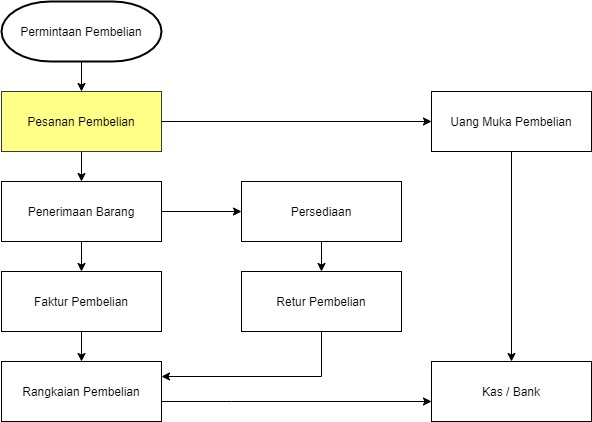 Permintaan Pembelian
Pesanan Pembelian
Uang Muka Pembelian
Penerimaan Barang
Persediaan
Faktur Pembelian
Retur Pembelian
Rangkaian Pembelian
Kas / Bank